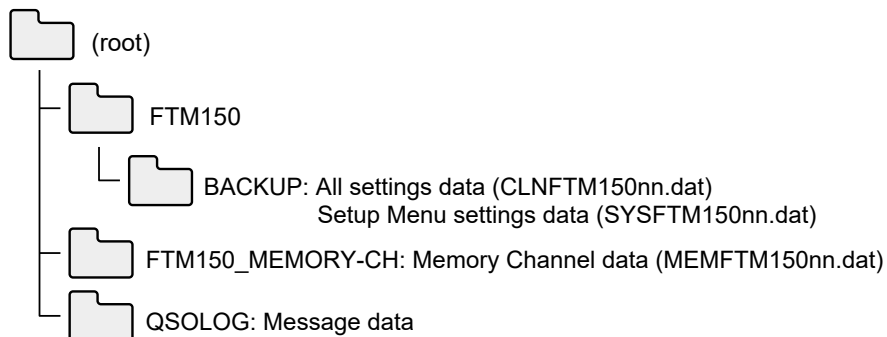 (root)
FTM150
BACKUP: All settings data (CLNFTM150nn.dat)
Setup Menu settings data (SYSFTM150nn.dat)
FTM150_MEMORY-CH: Memory Channel data (MEMFTM150nn.dat)
QSOLOG: Message data